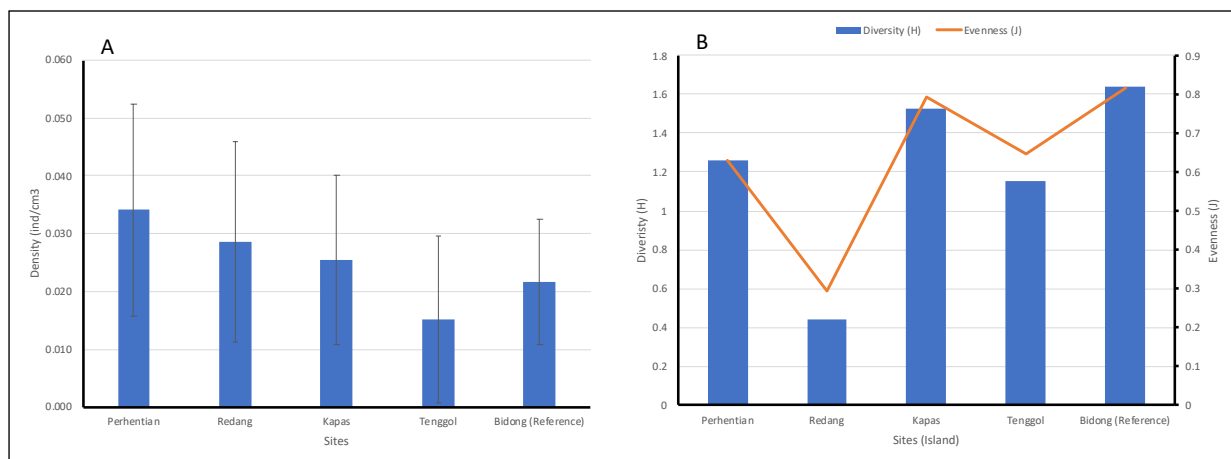 A
0.060
0.050
0.040
0.030
0.020
0.010
0.000
Density (ind/cm3
Perhentian Redang Kapas Tenggol Bidong (Reference)
Sites
B
Diversity (H) Evenness (J)
1.8
1.6
1.4
1.2
1
0.8
0.6
0.4
0.2
0
Diveristy (H)
0.9
0.8
0.7
0.6
0.5
0.4
0.3
0.2
0.1
0
Evenness (J)
Perhentian Redang Kapas Tenggol Bidong (Reference)
Sites (Island)